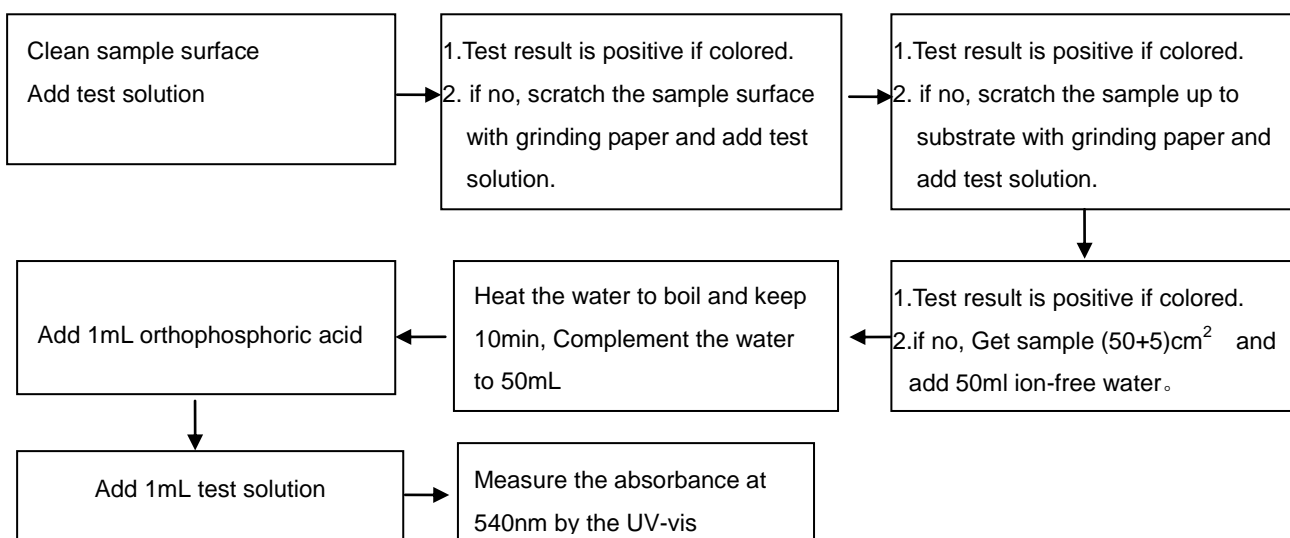 Clean sample surface
Add test solution
1.Test result is positive if colored.
2. if no, scratch the sample surface
with grinding paper and add test
solution.
1.Test result is positive if colored.
2. if no, scratch the sample up to
substrate with grinding paper and
add test solution.
1.Test result is positive if colored.
2.if no, Get sample (50+5)cm² and
add 50ml ion-free water。
Heat the water to boil and keep
10min, Complement the water
to 50mL
Add 1mL orthophosphoric acid
Add 1mL test solution
Measure the absorbance at
540nm by the UV-vis